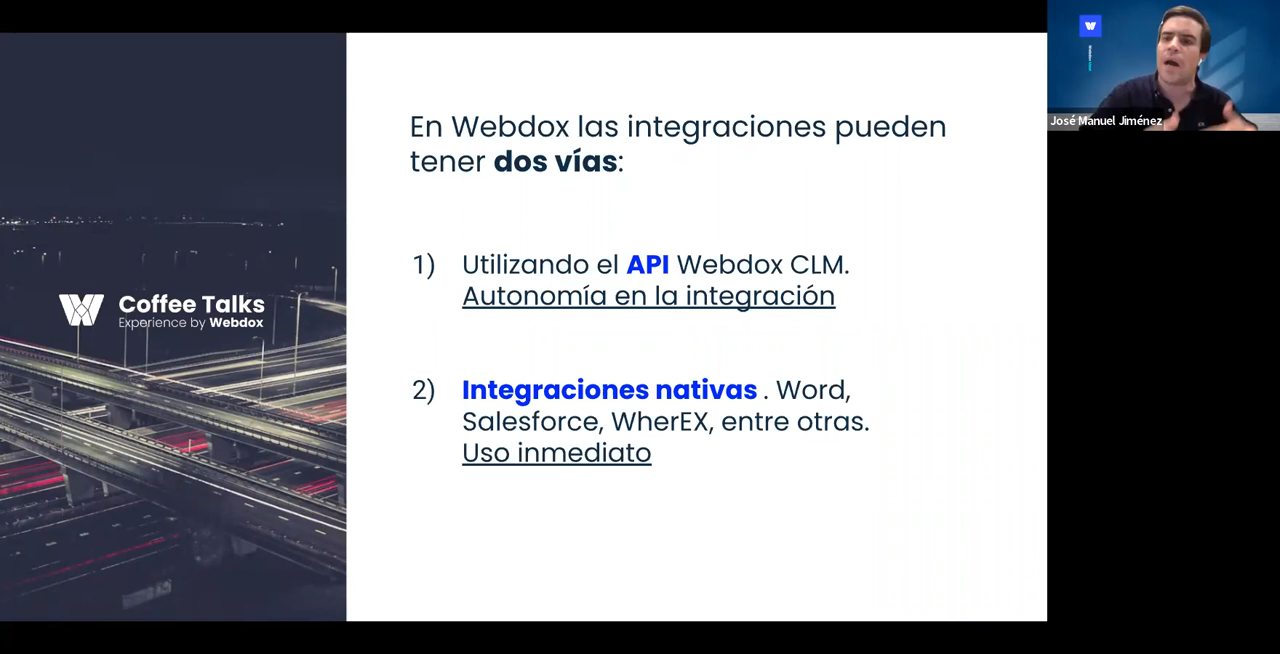 En Webdox las integraciones pueden
tener dos vías:
1) Utilizando el API Webdox CLM.
Autonomía en la integración
2) Integraciones nativas . Word,
Salesforce, WherEX, entre otras.
Uso inmediato
Coffee Talks
Experience by Webdox
José Manuel Jiménez